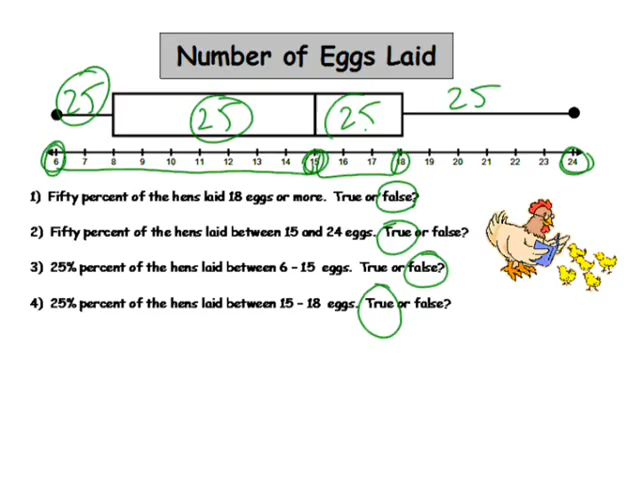 Number of Eggs Laid
25 25 25 25
6 7 8 9 10 11 12 13 14 15 16 17 18 19 20 21 22 23 24
1) Fifty percent of the hens laid 18 eggs or more. True or false?
2) Fifty percent of the hens laid between 15 and 24 eggs. True or false?
3) 25% percent of the hens laid between 6 - 15 eggs. True or false?
4) 25% percent of the hens laid between 15 - 18 eggs. True or false?